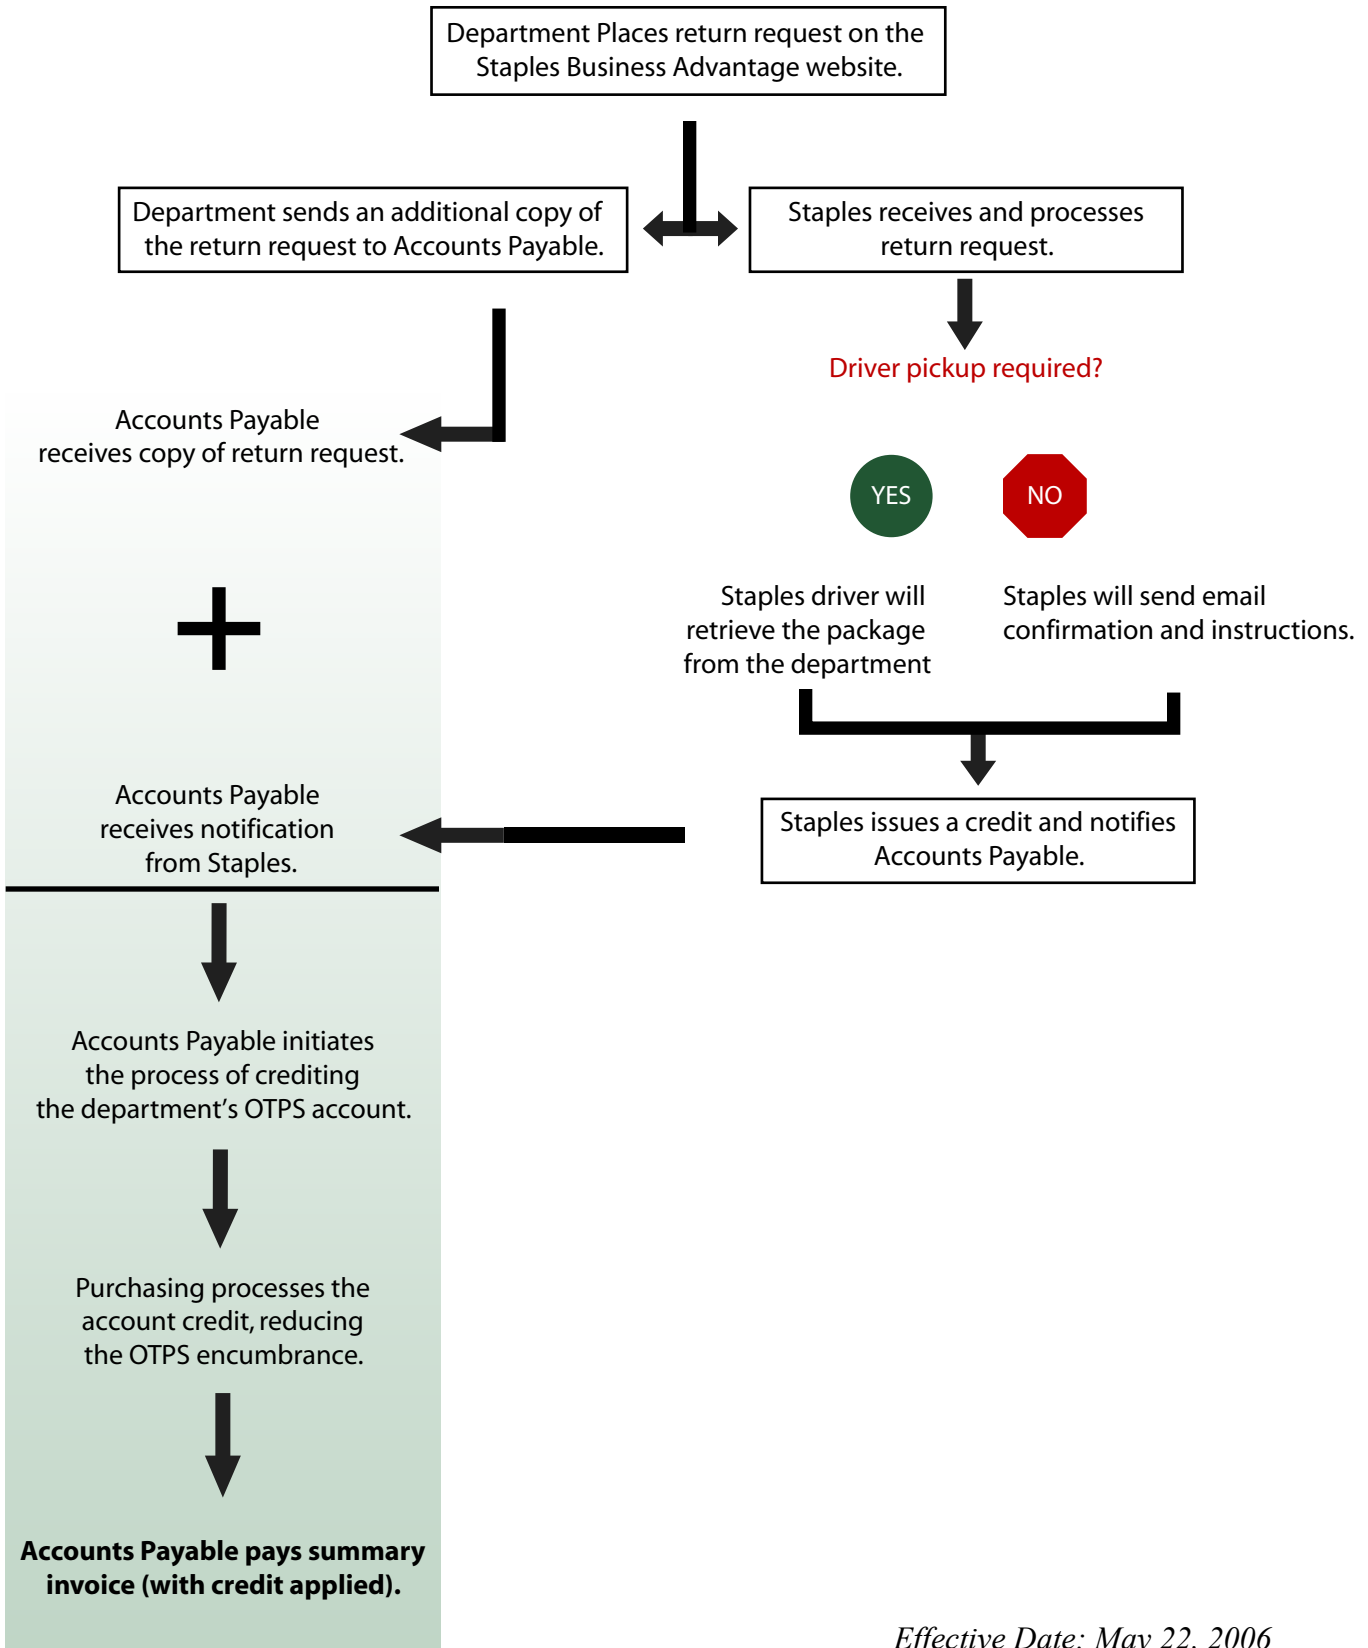 Department Places return request on the
Staples Business Advantage website.
Department sends an additional copy of
the return request to Accounts Payable.
Staples receives and processes
return request.
Driver pickup required?
Accounts Payable
receives copy of return request.
YES
NO
Staples driver will
retrieve the package
from the department
Staples will send email
confirmation and instructions.
Accounts Payable
receives notification
from Staples.
Staples issues a credit and notifies
Accounts Payable.
Accounts Payable initiates
the process of crediting
the department’s OTPS account.
Purchasing processes the
account credit, reducing
the OTPS encumbrance.
Accounts Payable pays summary
invoice (with credit applied).
Effective Date: May 22, 2006